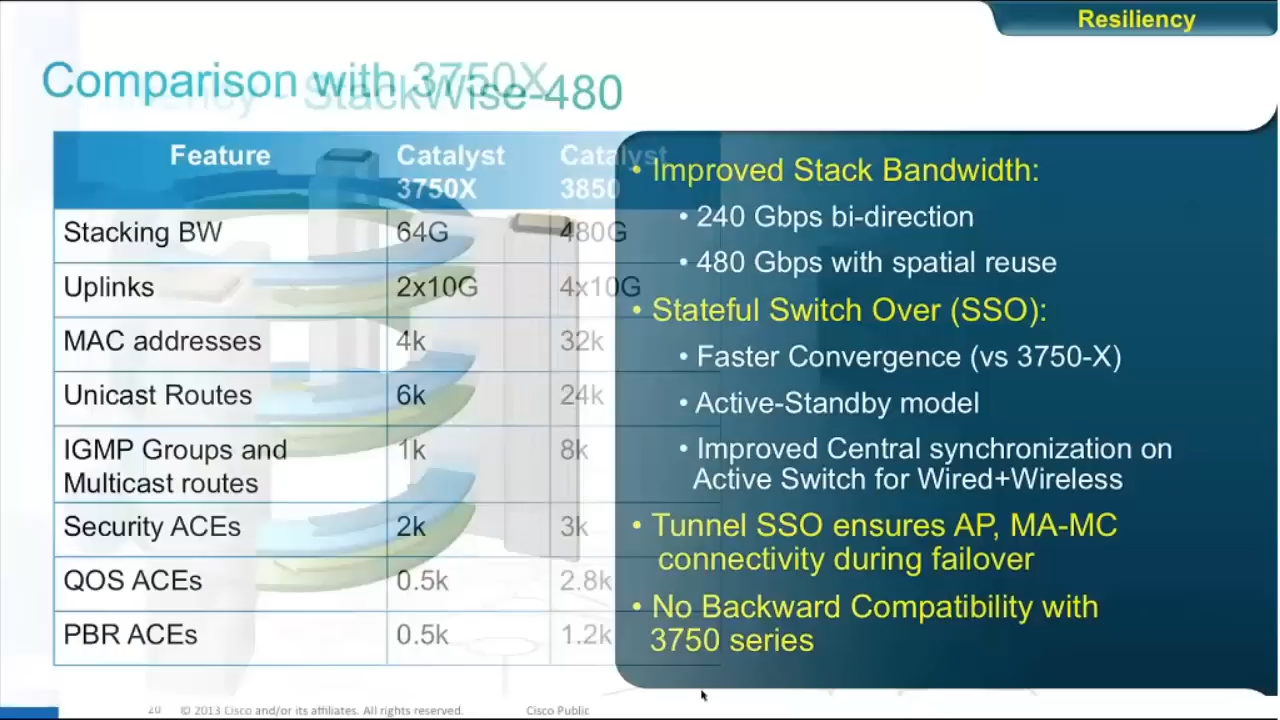 Resiliency
Comparison with 3750X
Resiliency - StackWise-480
Feature Catalyst 3750X Catalyst 3850
Stacking BW 64G 480G
Uplinks 2x10G 4x10G
MAC addresses 4k 32k
Unicast Routes 6k 24k
IGMP Groups and
Multicast routes 1k 8k
Security ACEs 2k 3k
QOS ACEs 0.5k 2.8k
PBR ACEs 0.5k 1.2k
• Improved Stack Bandwidth:
• 240 Gbps bi-direction
• 480 Gbps with spatial reuse
• Stateful Switch Over (SSO):
• Faster Convergence (vs 3750-X)
• Active-Standby model
• Improved Central synchronization on
Active Switch for Wired+Wireless
• Tunnel SSO ensures AP, MA-MC
connectivity during failover
• No Backward Compatibility with
3750 series
20 © 2013 Cisco and/or its affiliates. All rights reserved. Cisco Public